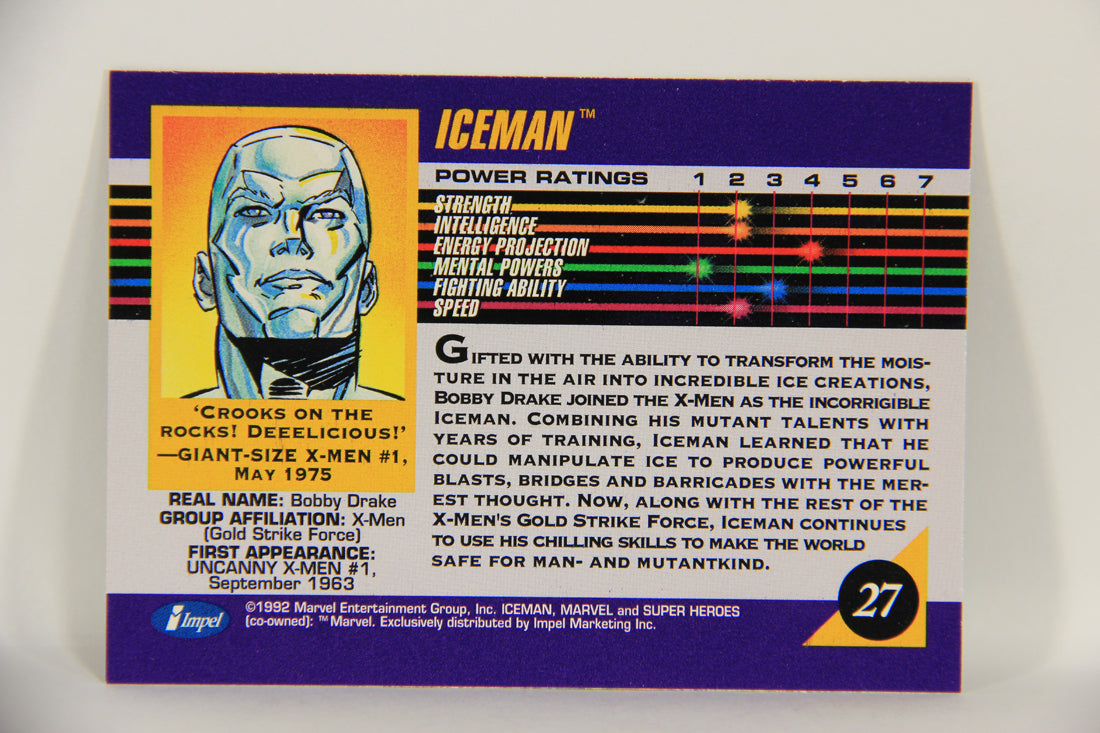 ICEMAN™
POWER RATINGS 1 2 3 4 5 6 7
STRENGTH
INTELLIGENCE
ENERGY PROJECTION
MENTAL POWERS
FIGHTING ABILITY
SPEED
GIFTED WITH THE ABILITY TO TRANSFORM THE MOIS-
TURE IN THE AIR INTO INCREDIBLE ICE CREATIONS,
BOBBY DRAKE JOINED THE X-MEN AS THE INCORRIGIBLE
ICEMAN. COMBINING HIS MUTANT TALENTS WITH
YEARS OF TRAINING, ICEMAN LEARNED THAT HE
COULD MANIPULATE ICE TO PRODUCE POWERFUL
BLASTS, BRIDGES AND BARRICADES WITH THE MER-
EST THOUGHT. NOW, ALONG WITH THE REST OF THE
X-MEN'S GOLD STRIKE FORCE, ICEMAN CONTINUES
TO USE HIS CHILLING SKILLS TO MAKE THE WORLD
SAFE FOR MAN- AND MUTANTKIND.
'CROOKS ON THE
ROCKS! DEEELICIOUS!'
—GIANT-SIZE X-MEN #1,
MAY 1975
REAL NAME: Bobby Drake
GROUP AFFILIATION: X-Men
(Gold Strike Force)
FIRST APPEARANCE:
UNCANNY X-MEN #1,
September 1963
Impel
©1992 Marvel Entertainment Group, Inc. ICEMAN, MARVEL and SUPER HEROES
(co-owned): ™Marvel. Exclusively distributed by Impel Marketing Inc.
27